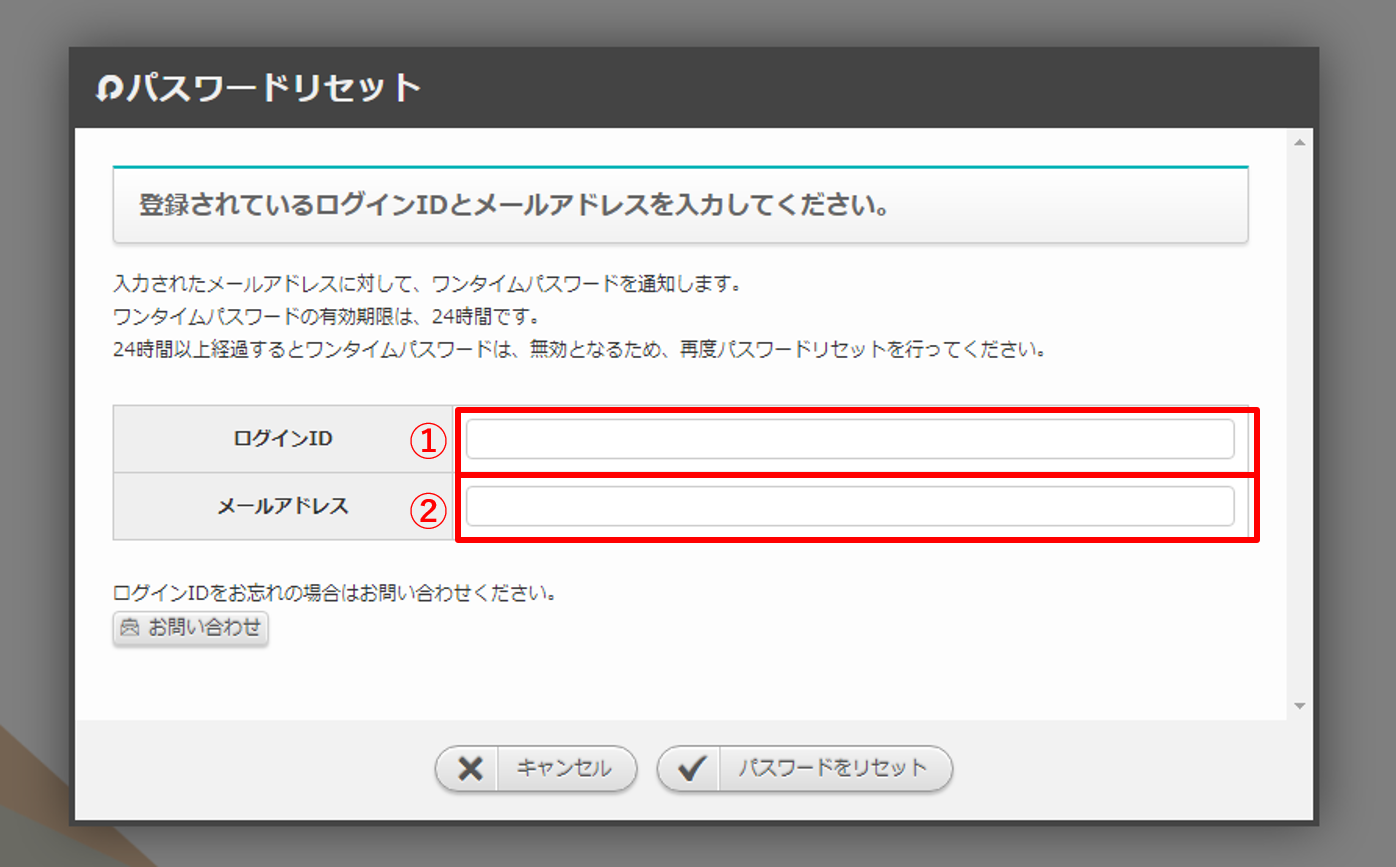 パスワードリセット
登録されているログインIDとメールアドレスを入力してください。
入力されたメールアドレスに対して、ワンタイムパスワードを通知します。
ワンタイムパスワードの有効期限は、24時間です。
24時間以上経過するとワンタイムパスワードは、無効となるため、再度パスワードリセットを行ってください。
ログインID ①
メールアドレス ②
ログインIDをお忘れの場合はお問い合わせください。
お問い合わせ
キャンセル パスワードをリセット